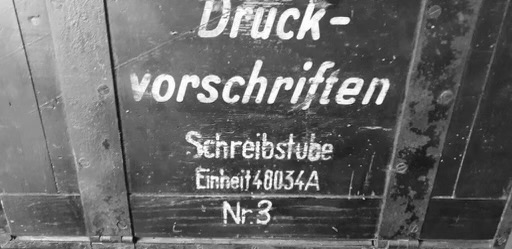 Druck-
vorschriften
Schreibstube
Einheit 48034A
Nr.3